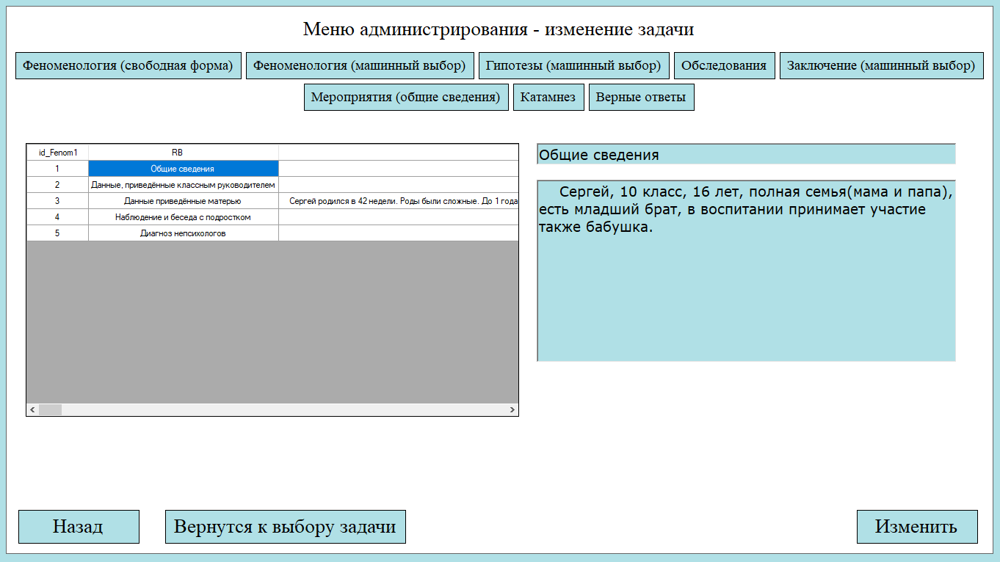 Меню администрирования - изменение задачи
Феноменология (свободная форма) Феноменология (машинный выбор) Гипотезы (машинный выбор) Обследования Заключение (машинный выбор)
Мероприятия (общие сведения) Катамнез Верные ответы
id_Fenom1 RB
1 Общие сведения
2 Данные, приведённые классным руководителем
3 Данные приведённые матерью Сергей родился в 42 недели. Роды были сложные. До 1 года
4 Наблюдение и беседа с подростком
5 Диагноз непсихологов
Общие сведения
Сергей, 10 класс, 16 лет, полная семья(мама и папа),
есть младший брат, в воспитании принимает участие
также бабушка.
Назад Вернутся к выбору задачи Изменить